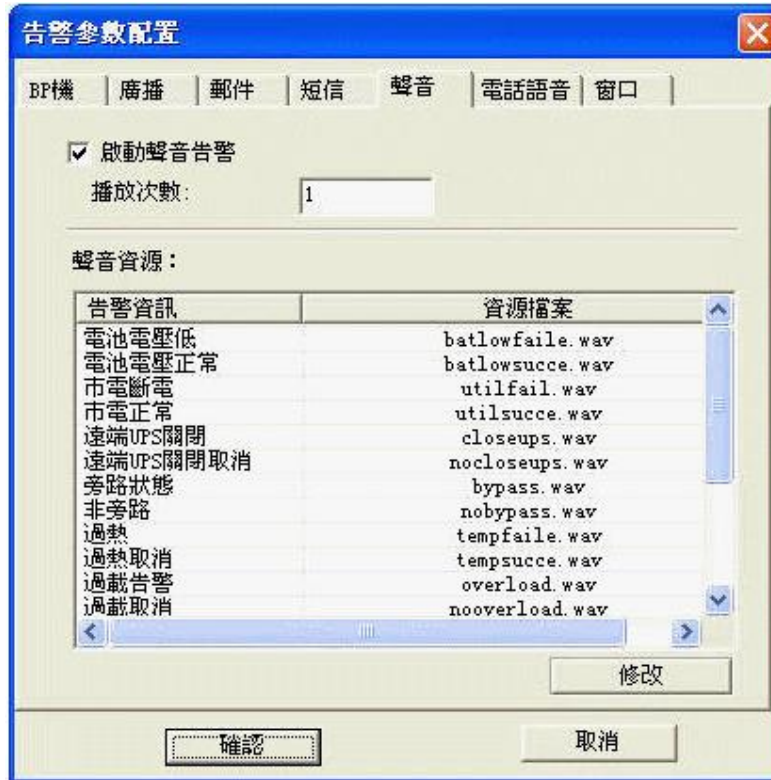 告警參數配置
BP機 廣播 郵件 短信 聲音 電話語音 窗口
啟動聲音告警
播放次數: 1
聲音資源：
告警資訊 資源檔案
電池電壓低 batlowfaile.wav
電池電壓正常 batlowsucce.wav
市電斷電 utilfail.wav
市電正常 utilsucce.wav
遠端UPS關閉 closeups.wav
遠端UPS關閉取消 nocloseups.wav
旁路狀態 bypass.wav
非旁路 nobypass.wav
過熱 tempfaile.wav
過熱取消 tempsucce.wav
過載告警 overload.wav
過載取消 nooverload.wav
修改
確認 取消